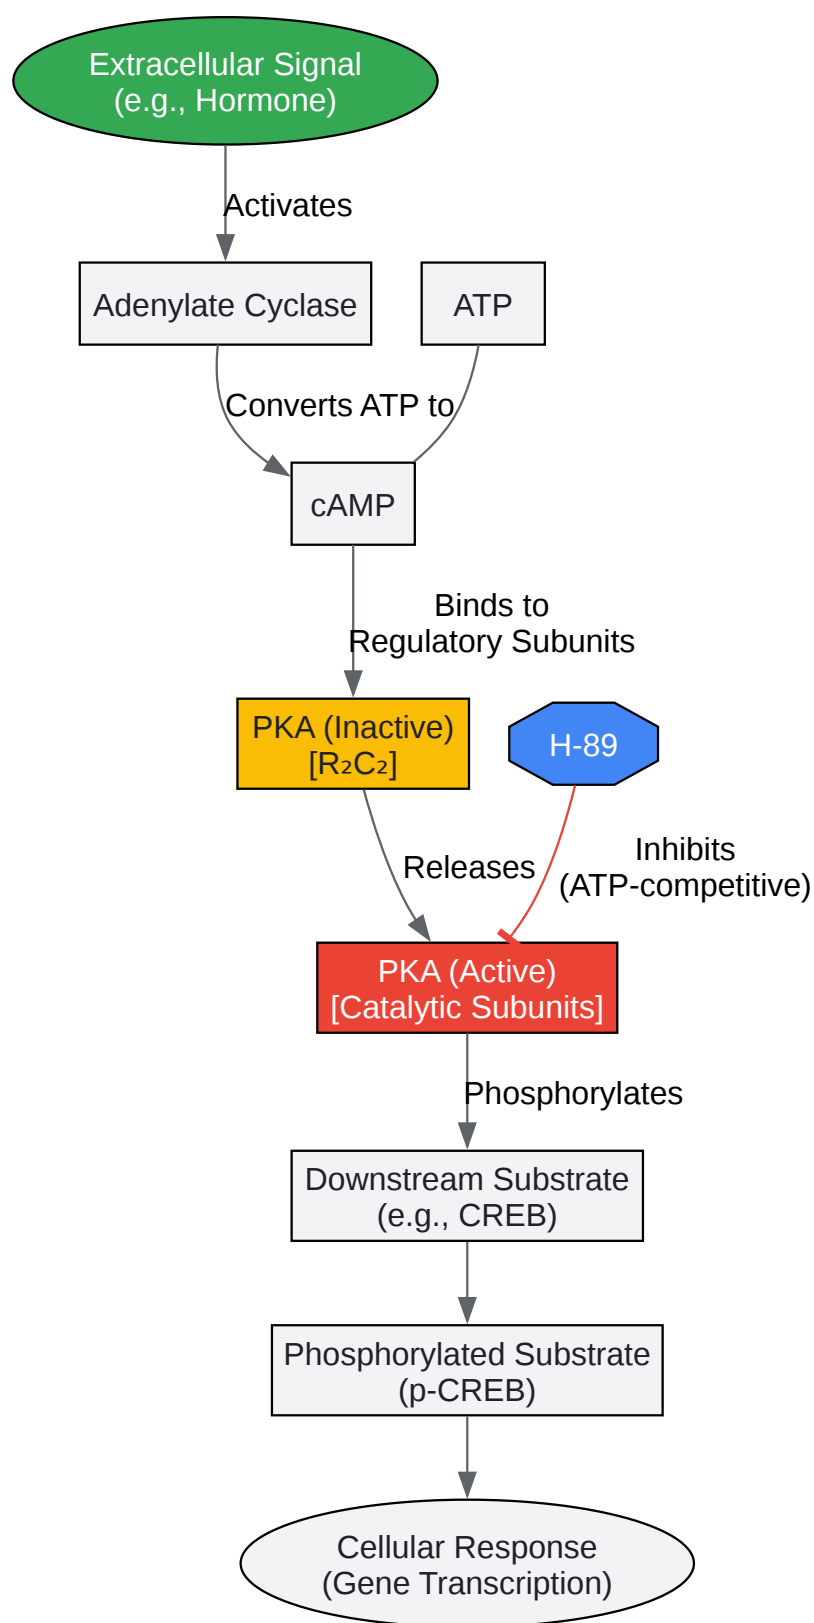 Extracellular Signal
(e.g., Hormone)
Activates
Adenylate Cyclase
ATP
Converts ATP to
cAMP
Binds to
Regulatory Subunits
PKA (Inactive)
[R₂C₂]
H-89
Releases
Inhibits
(ATP-competitive)
PKA (Active)
[Catalytic Subunits]
Phosphorylates
Downstream Substrate
(e.g., CREB)
Phosphorylated Substrate
(p-CREB)
Cellular Response
(Gene Transcription)